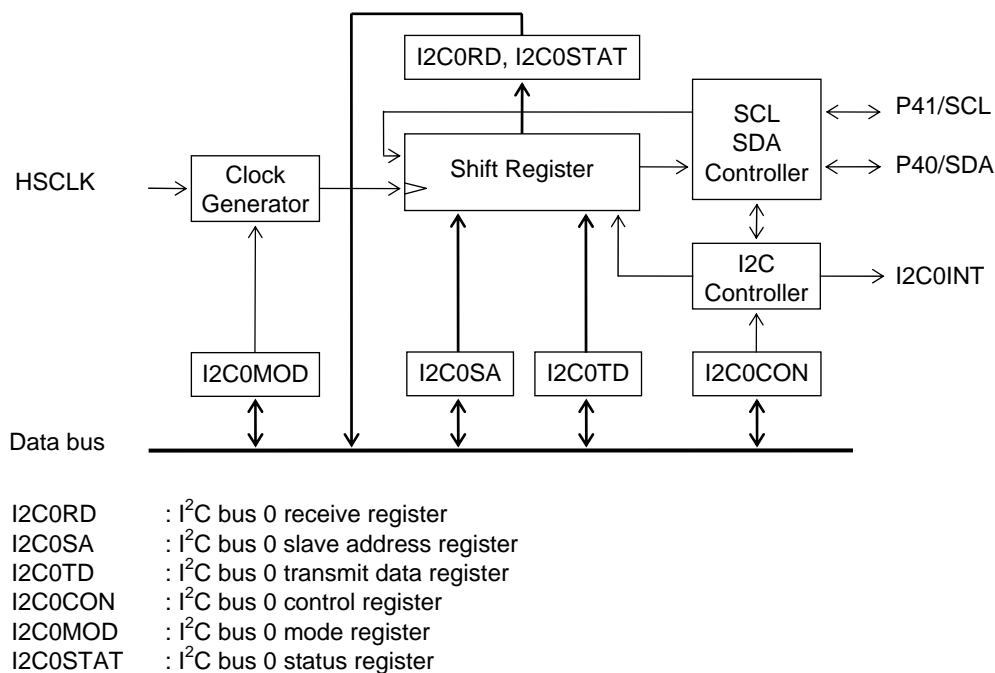 I2C0RD, I2C0STAT
SCL
SDA
Controller
P41/SCL
P40/SDA
HSCLK
Clock
Generator
Shift Register
I2C
Controller
I2C0INT
I2C0MOD
I2C0SA
I2C0TD
I2C0CON
Data bus
I2C0RD : I²C bus 0 receive register
I2C0SA : I²C bus 0 slave address register
I2C0TD : I²C bus 0 transmit data register
I2C0CON : I²C bus 0 control register
I2C0MOD : I²C bus 0 mode register
I2C0STAT : I²C bus 0 status register